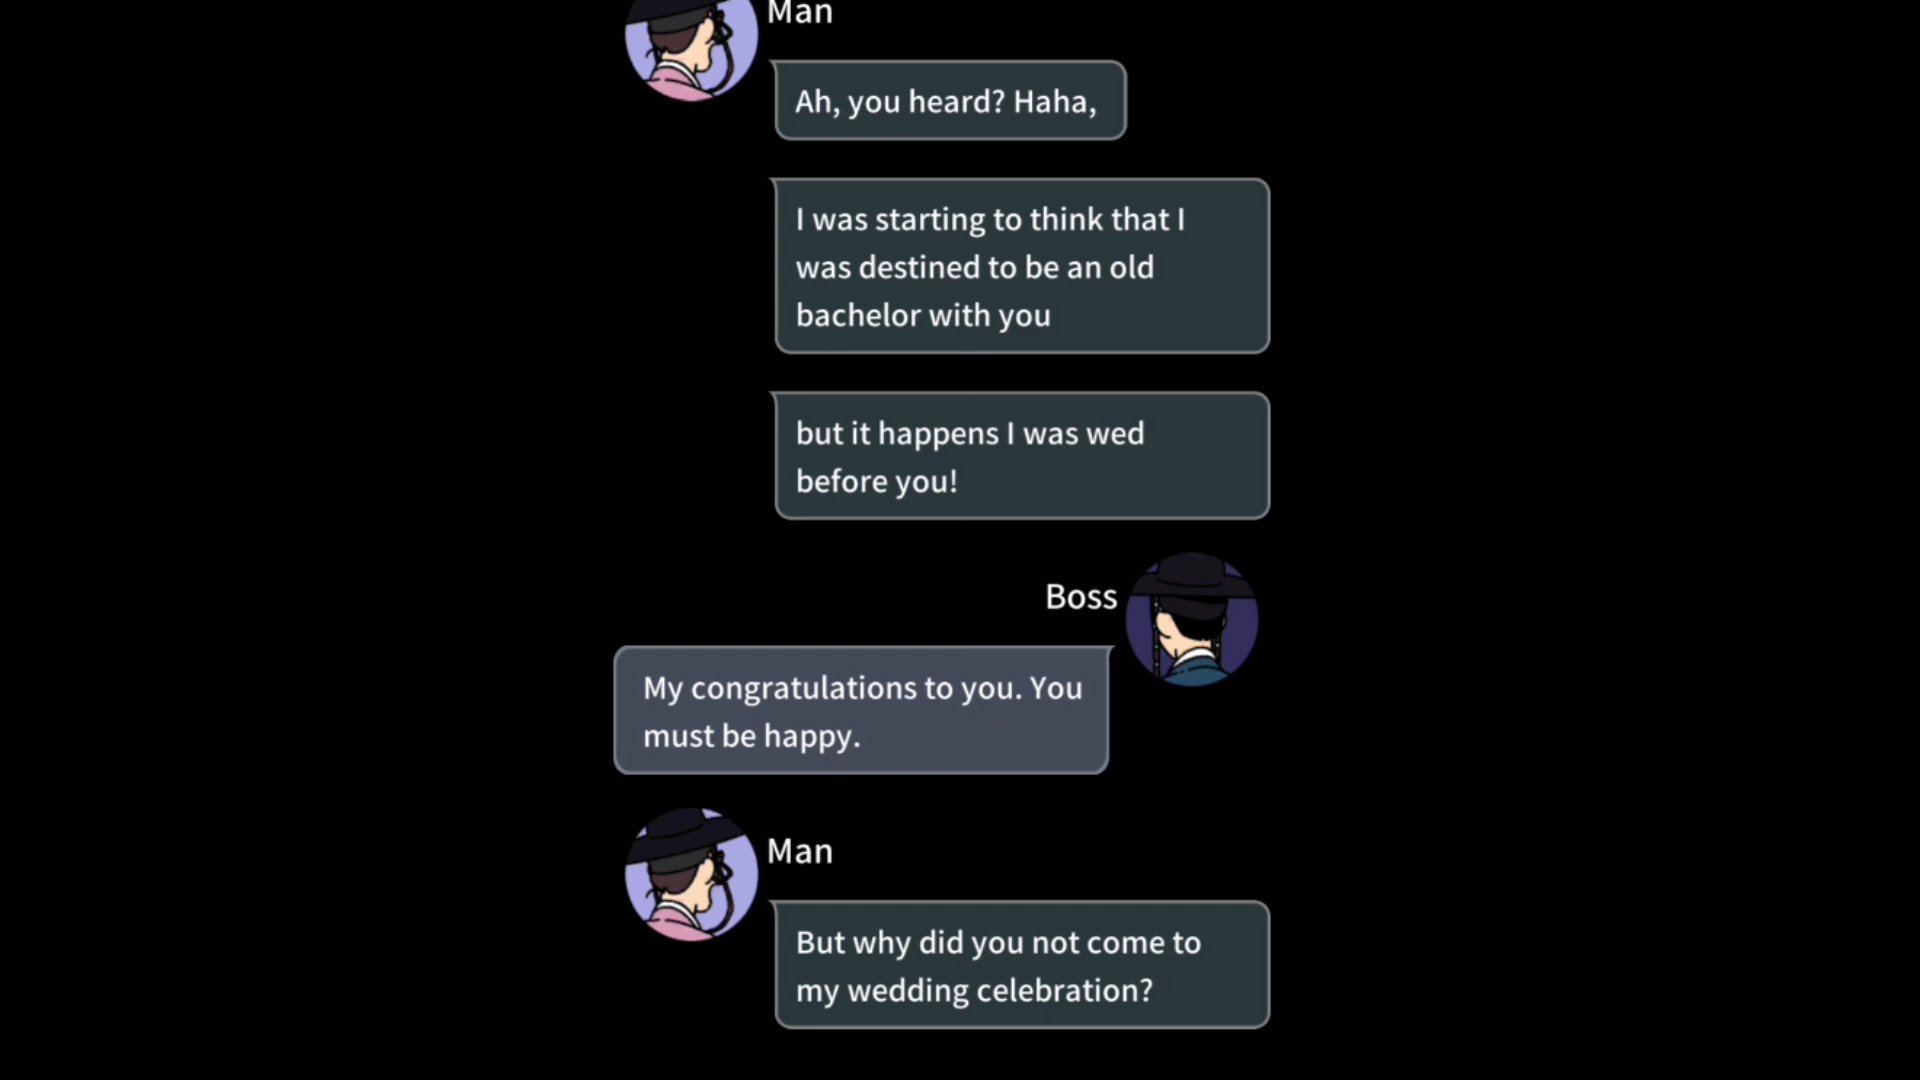 Man
Ah, you heard? Haha,
I was starting to think that I
was destined to be an old
bachelor with you
but it happens I was wed
before you!
Boss
My congratulations to you. You
must be happy.
Man
But why did you not come to
my wedding celebration?